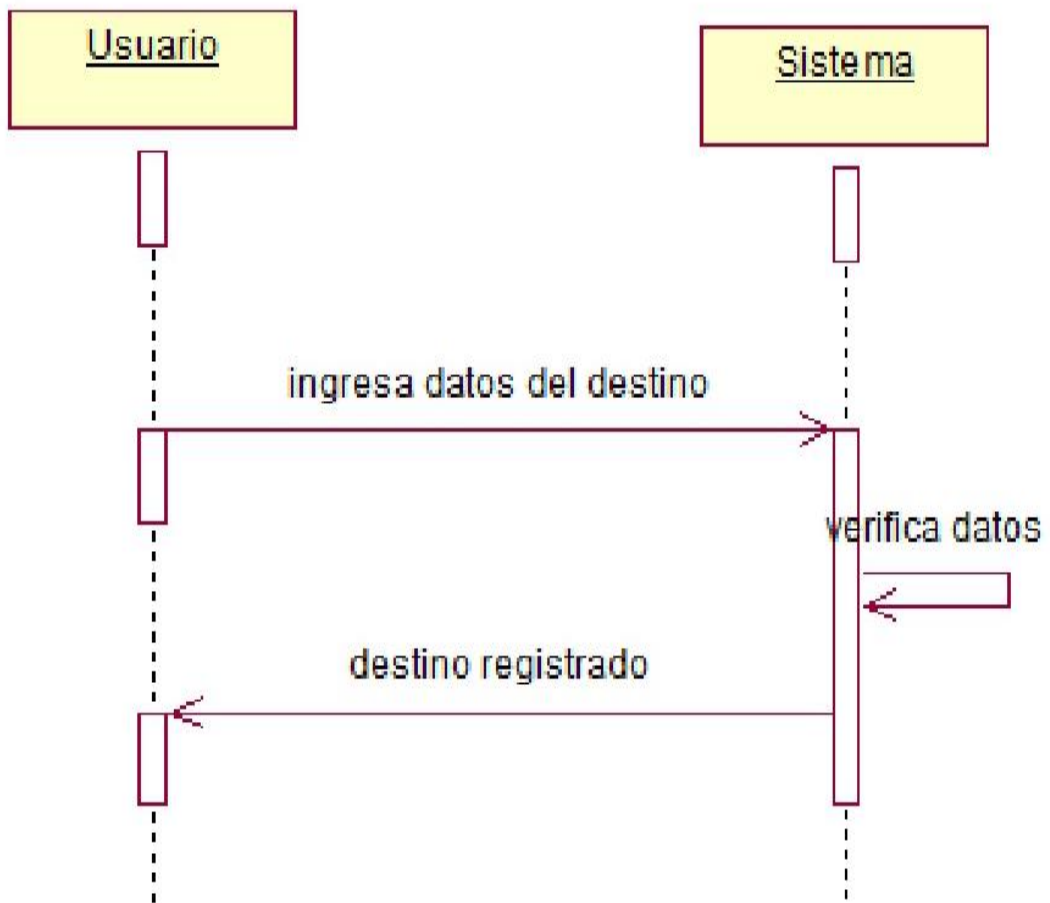 Usuario
Sistema
ingresa datos del destino
verifica datos
destino registrado